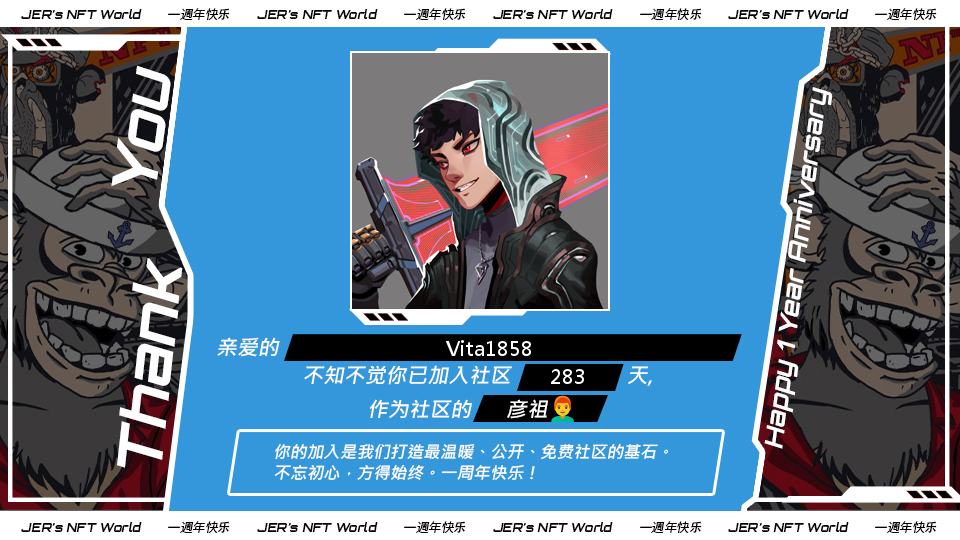 JER's NFT World 一週年快乐 JER's NFT World 一週年快乐 JER's NFT World 一週年快乐 JER's NFT World 一週年快乐
Thank You
亲爱的 Vita1858
不知不觉你已加入社区 283 天,
作为社区的 彦祖👨‍🦰
你的加入是我们打造最温暖、公开、免费社区的基石。
不忘初心，方得始终。一周年快乐！
Happy 1 Year Anniversary
JER's NFT World 一週年快乐 JER's NFT World 一週年快乐 JER's NFT World 一週年快乐 JER's NFT World 一週年快乐